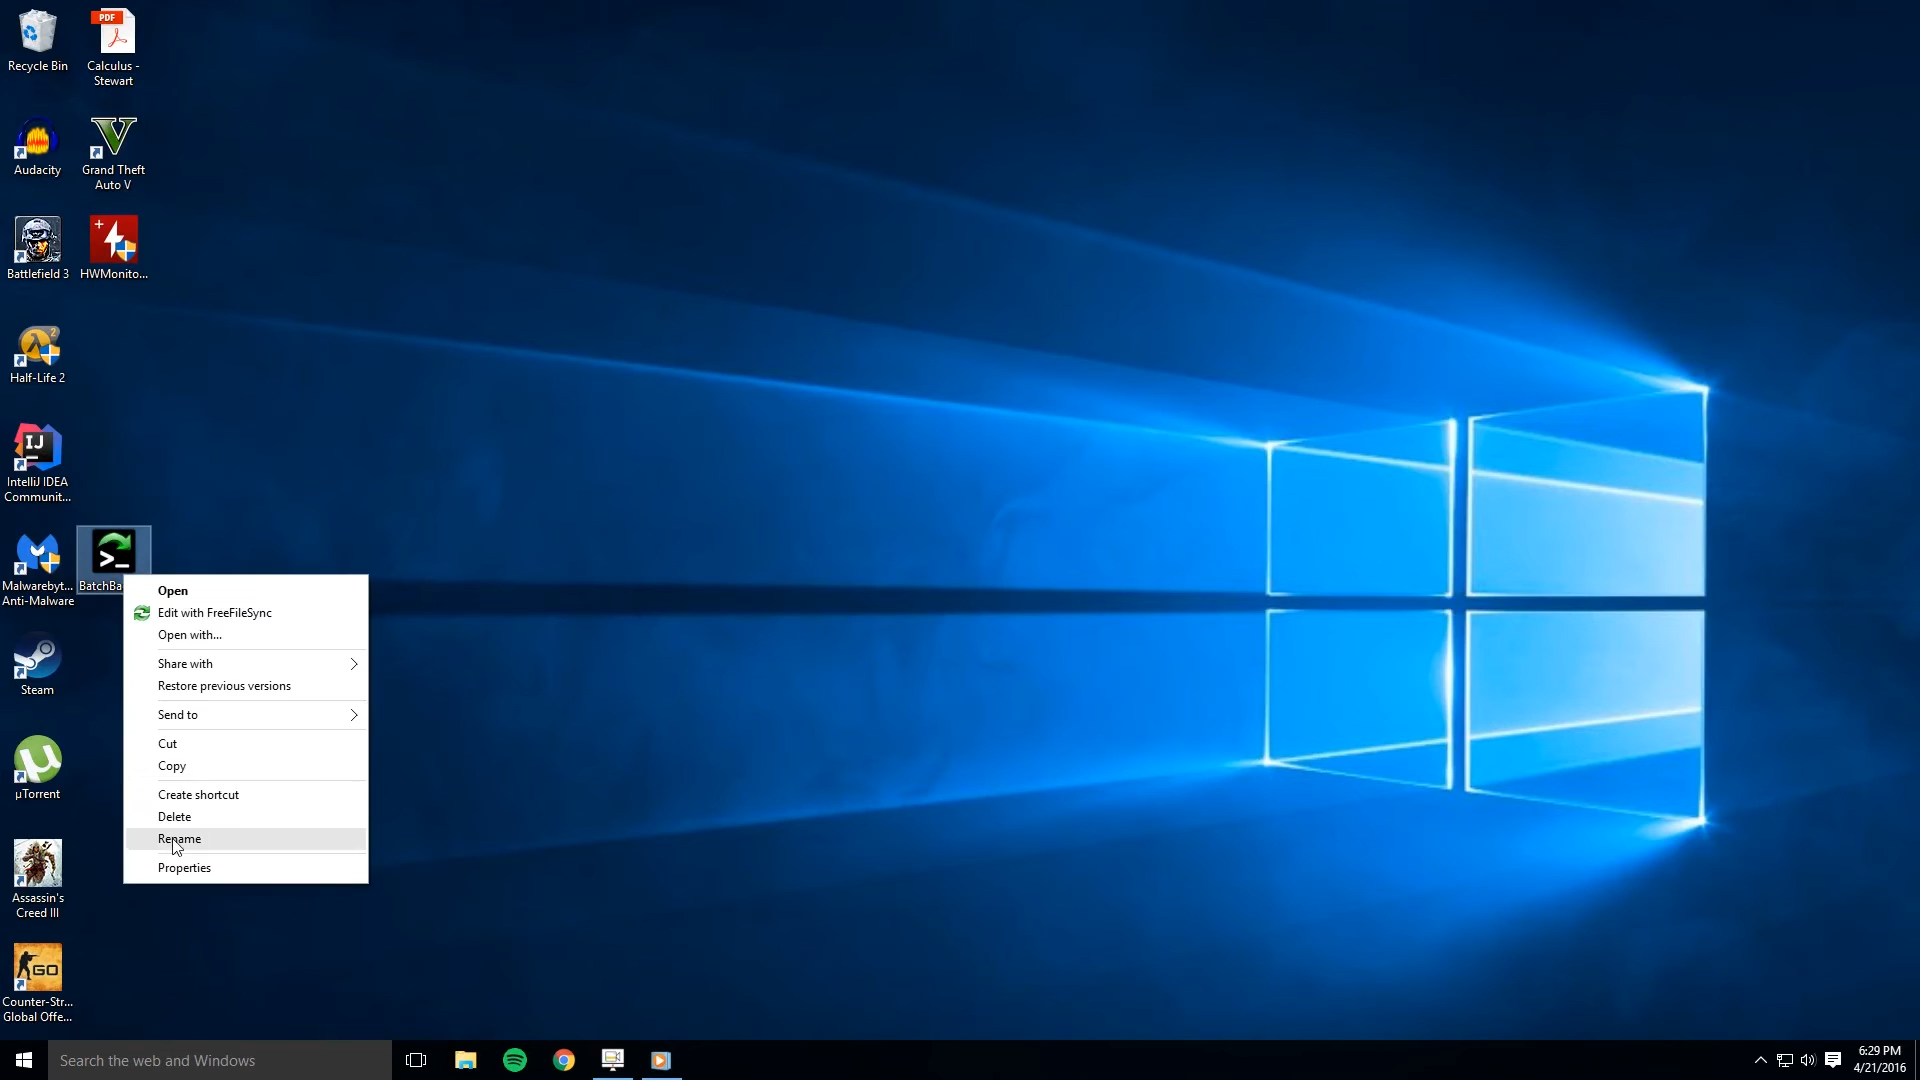 Recycle Bin
PDF
Calculus -
Stewart
Audacity
Grand Theft
Auto V
Battlefield 3
HWMonito...
2
Half-Life 2
IJ
IntelliJ IDEA
Communit...
Malwarebyt...
Anti-Malware
>_
Open
Edit with FreeFileSync
Open with...
Share with
Restore previous versions
Send to
Cut
Copy
Create shortcut
Delete
Rename
Properties
Steam
µ
µTorrent
Assassin's
Creed III
GO
Counter-Str...
Global Offe...
Search the web and Windows
6:29 PM
4/21/2016